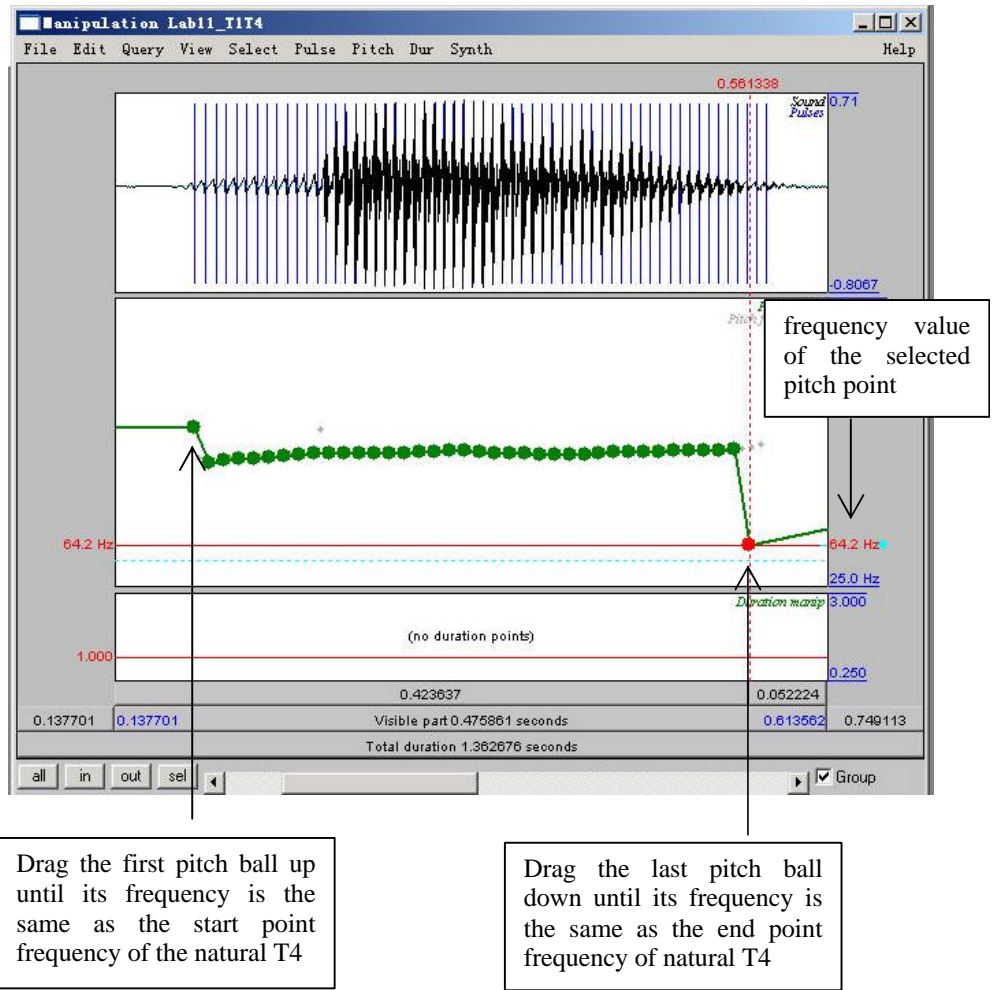 Manipulation Lab11_T1T4
File Edit Query View Select Pulse Pitch Dur Synth Help
0.561338
Sound 0.71
Pulses
-0.8067
frequency value
of the selected
pitch point
64.2 Hz 64.2 Hz
25.0 Hz
Duration manip 3.000
(no duration points)
1.000
0.250
0.423637 0.052224
0.137701 0.137701 Visible part 0.475861 seconds 0.613562 0.749113
Total duration 1.362676 seconds
all in out sel Group
Drag the first pitch ball up
until its frequency is the
same as the start point
frequency of the natural T4
Drag the last pitch ball
down until its frequency is
the same as the end point
frequency of natural T4